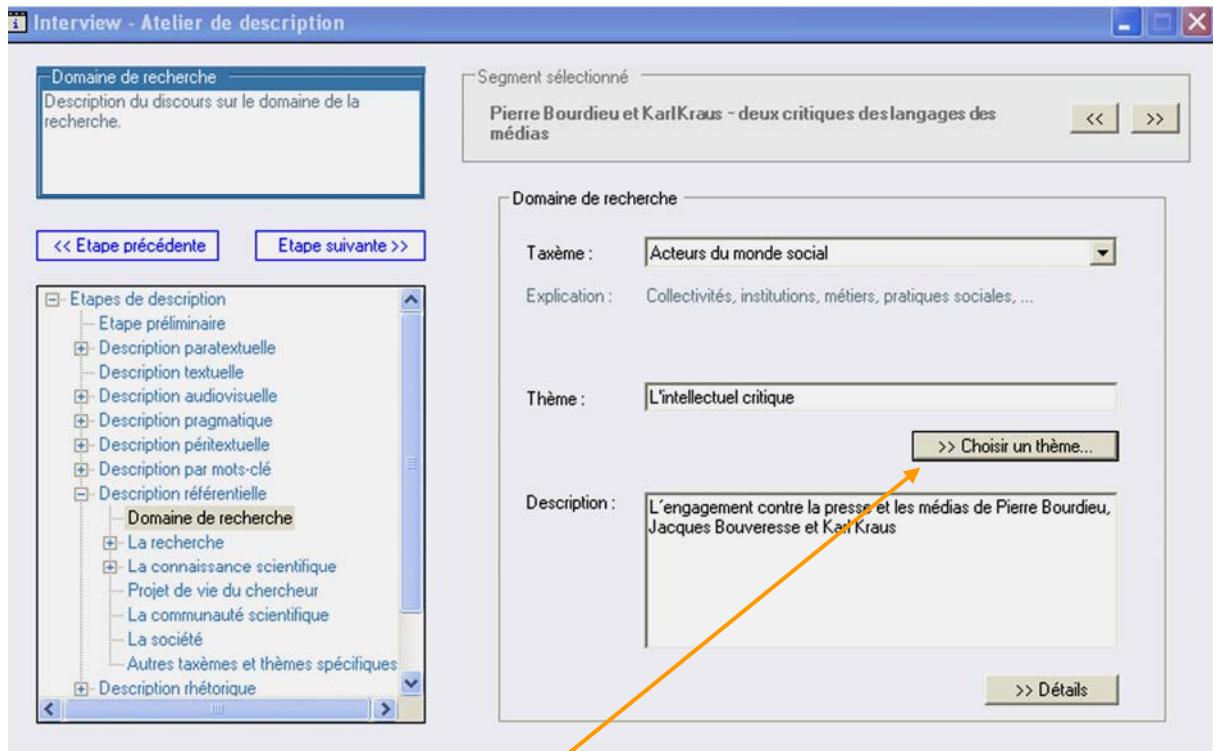 Interview - Atelier de description
Domaine de recherche
Description du discours sur le domaine de la
recherche.
<< Etape précédente
Etape suivante >>
Etapes de description
Etape préliminaire
Description paratextuelle
Description textuelle
Description audiovisuelle
Description pragmatique
Description péritextuelle
Description par mots-clé
Description référentielle
Domaine de recherche
La recherche
La connaissance scientifique
Projet de vie du chercheur
La communauté scientifique
La société
Autres taxèmes et thèmes spécifiques
Description rhétorique
Segment sélectionné
Pierre Bourdieu et Karl Kraus - deux critiques des langages des
médias
<<
>>
Domaine de recherche
Taxème :
Acteurs du monde social
Explication :
Collectivités, institutions, métiers, pratiques sociales, ...
Thème :
L'intellectuel critique
>> Choisir un thème...
Description :
L´engagement contre la presse et les médias de Pierre Bourdieu,
Jacques Bouveresse et Karl Kraus
>> Détails